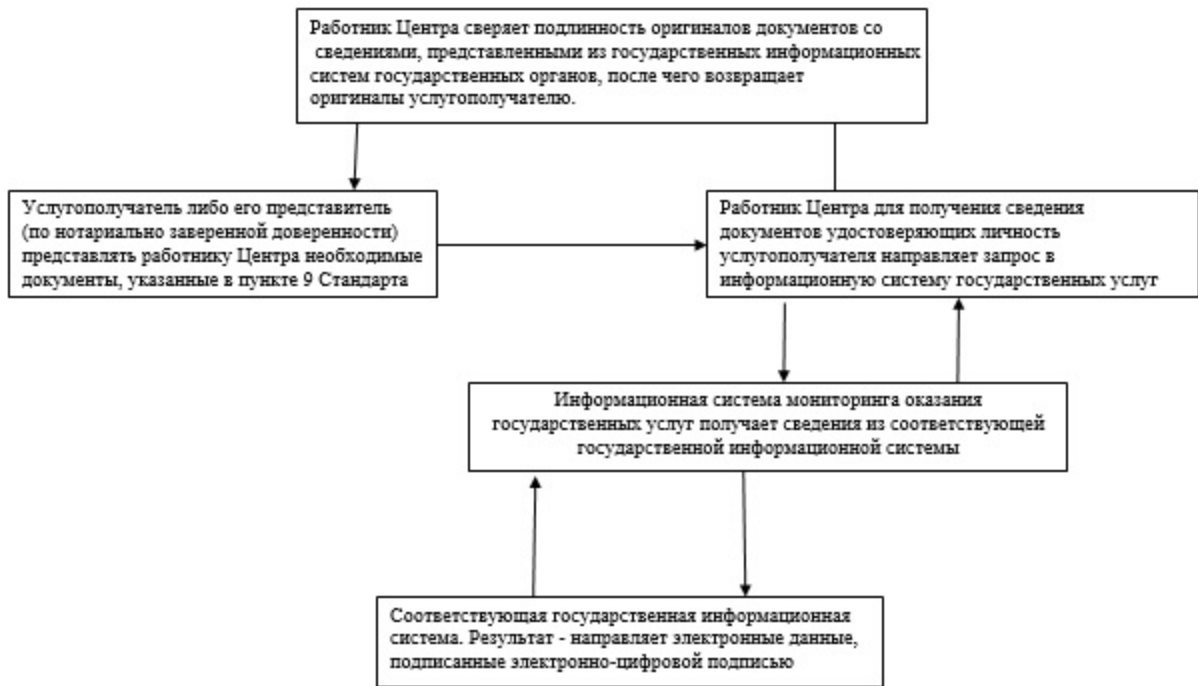 Работник Центра сверяет подлинность оригиналов документов со
сведениями, представленными из государственных информационных
систем государственных органов, после чего возвращает
оригиналы услугополучателю.
Услугополучатель либо его представитель
(по нотариально заверенной доверенности)
представлять работнику Центра необходимые
документы, указанные в пункте 9 Стандарта
Работник Центра для получения сведения
документов удостоверяющих личность
услугополучателя направляет запрос в
информационную систему государственных услуг
Информационная система мониторинга оказания
государственных услуг получает сведения из соответствующей
государственной информационной системы
Соответствующая государственная информационная
система. Результат - направляет электронные данные,
подписанные электронно-цифровой подписью